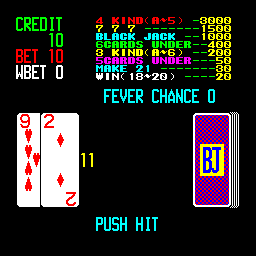 CREDIT
10
BET 10
WBET 0
4 KIND(A~5) -3000
7 7 7 -----1500
BLACK JACK --1000
6CARDS UNDER--400
3 KIND(A~6) --200
5CARDS UNDER---50
MAKE 21 -----30
WIN(18~20)----20
FEVER CHANCE 0
9 2
11
2
BJ
PUSH HIT